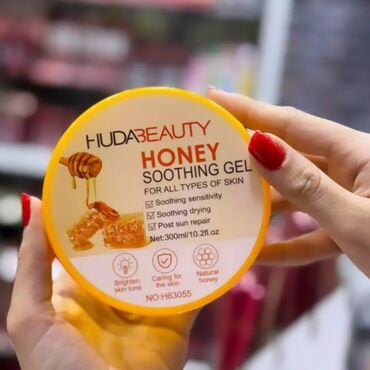 HUDABEAUTY
HONEY
SOOTHING GEL
FOR ALL TYPES OF SKIN
Soothing sensitivity
Soothing drying
Post sun repair
Net:300ml/10.2fl.oz
Brighten skin tone
Caring for the skin
Natural honey
NO:H63055